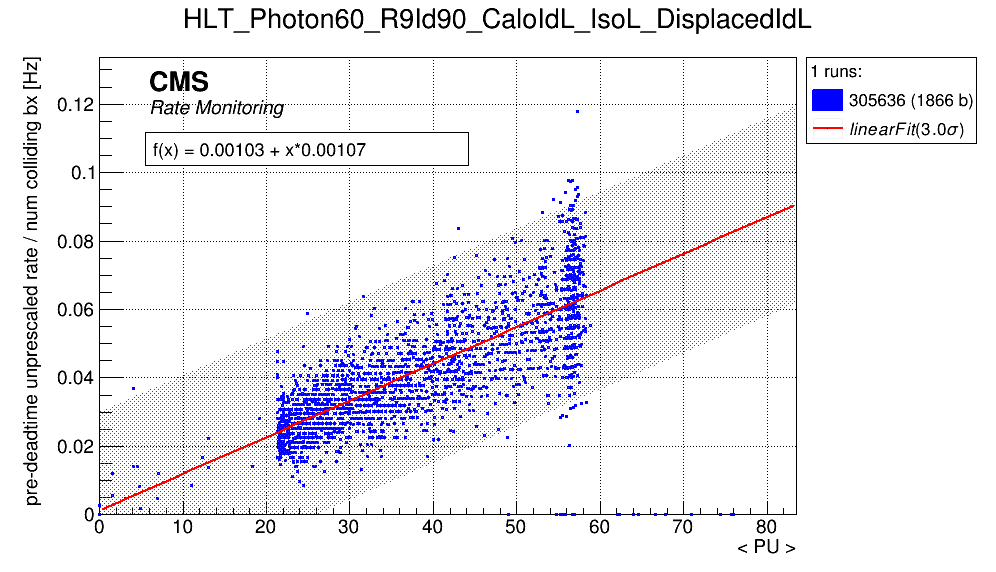 HLT_Photon60_R9Id90_CaloIdL_IsoL_DisplacedIdL
pre-deadtime unprescaled rate / num colliding bx [Hz]
CMS
Rate Monitoring
f(x) = 0.00103 + x*0.00107
1 runs:
305636 (1866 b)
linearFit(3.0σ)
0.12
0.1
0.08
0.06
0.04
0.02
0
0 10 20 30 40 50 60 70 80
< PU >